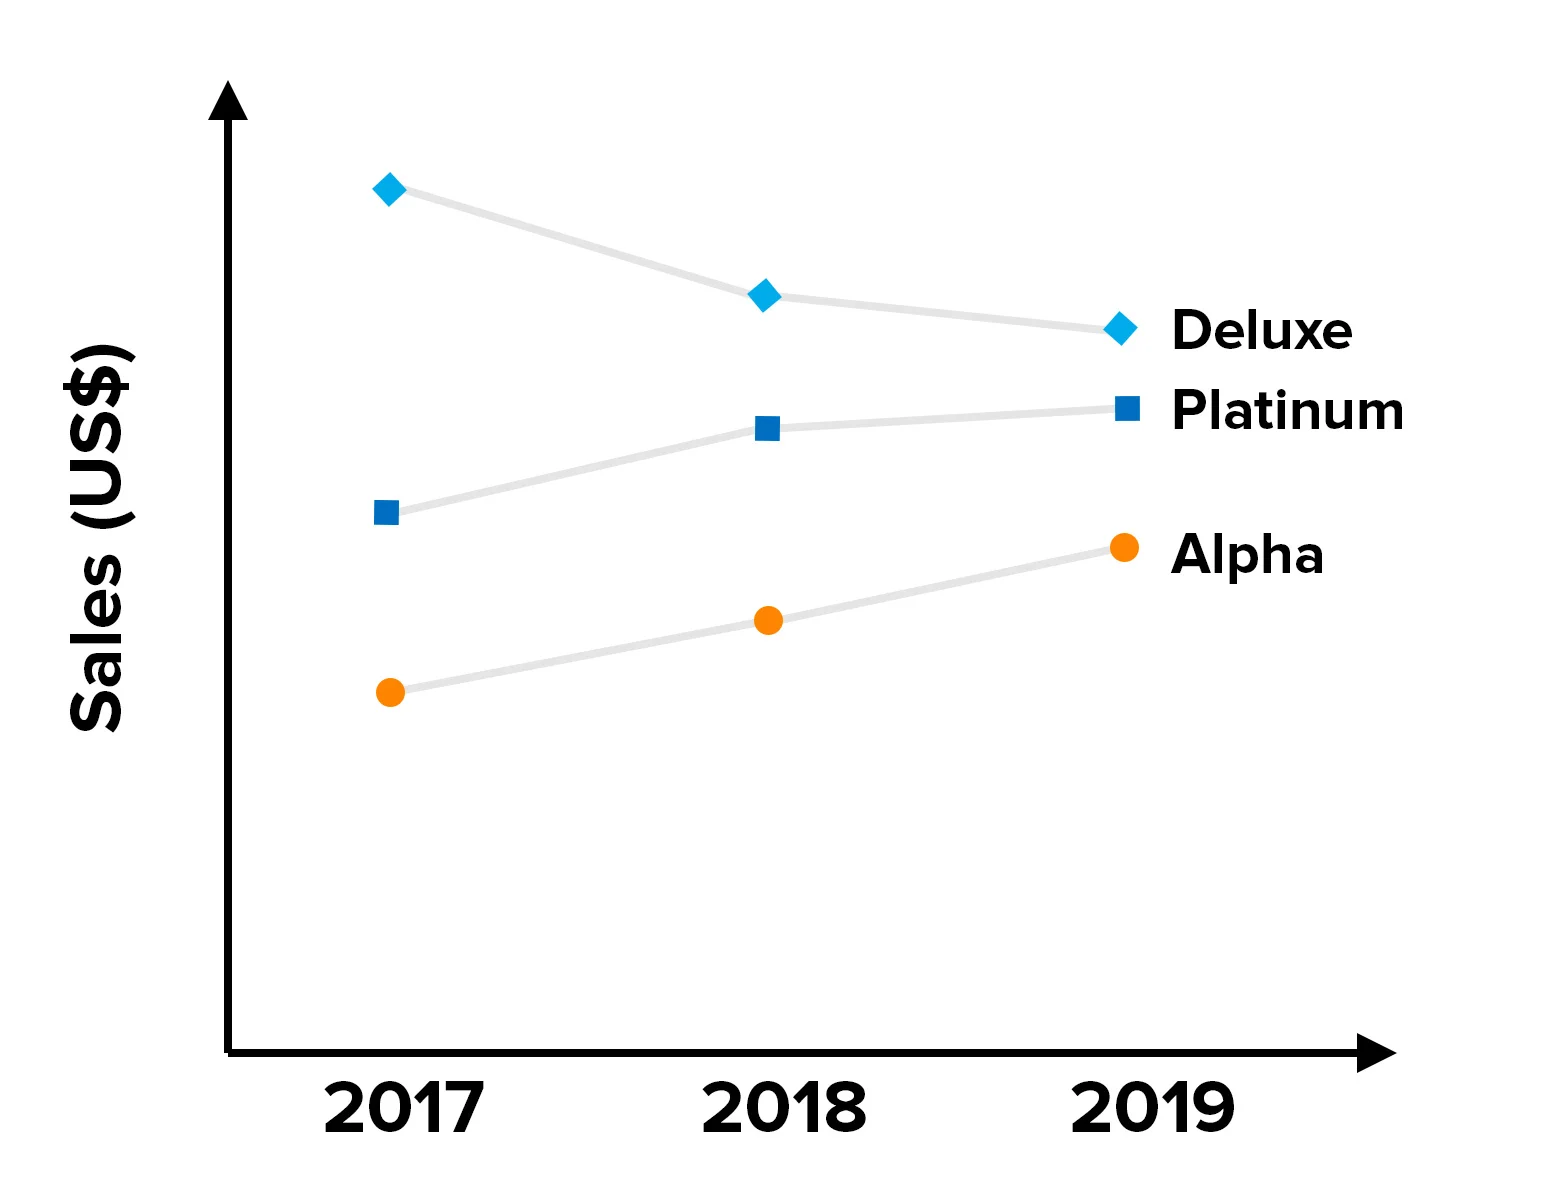 Sales (US$)
Deluxe
Platinum
Alpha
2017 2018 2019